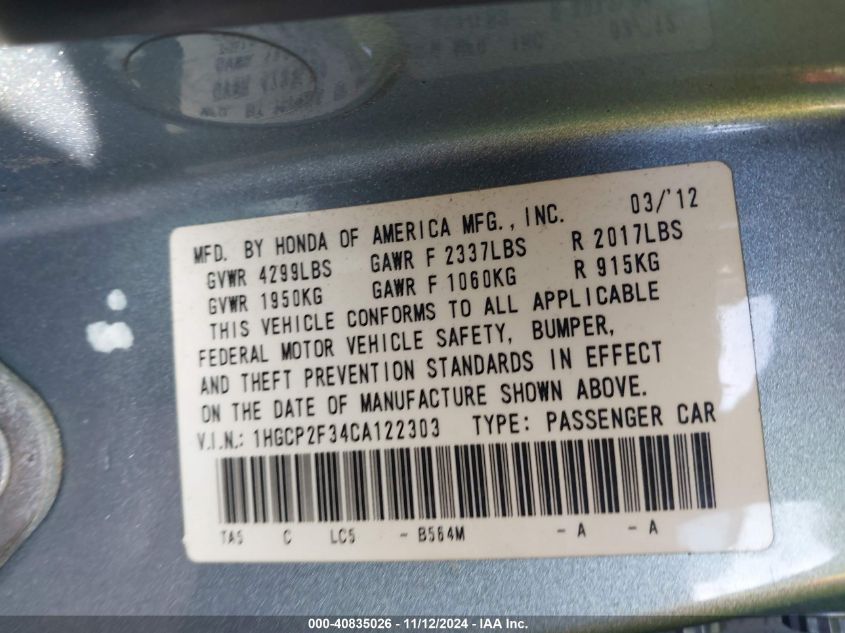 MFD. BY HONDA OF AMERICA MFG., INC. 03/'12
GVWR 4299LBS GAWR F 2337LBS R 2017LBS
GVWR 1950KG GAWR F 1060KG R 915KG
THIS VEHICLE CONFORMS TO ALL APPLICABLE
FEDERAL MOTOR VEHICLE SAFETY, BUMPER,
AND THEFT PREVENTION STANDARDS IN EFFECT
ON THE DATE OF MANUFACTURE SHOWN ABOVE.
V.I.N.: 1HGCP2F34CA122303 TYPE: PASSENGER CAR
TA5 C LC5 - B564M - A - A
000-40835026 - 11/12/2024 - IAA Inc.